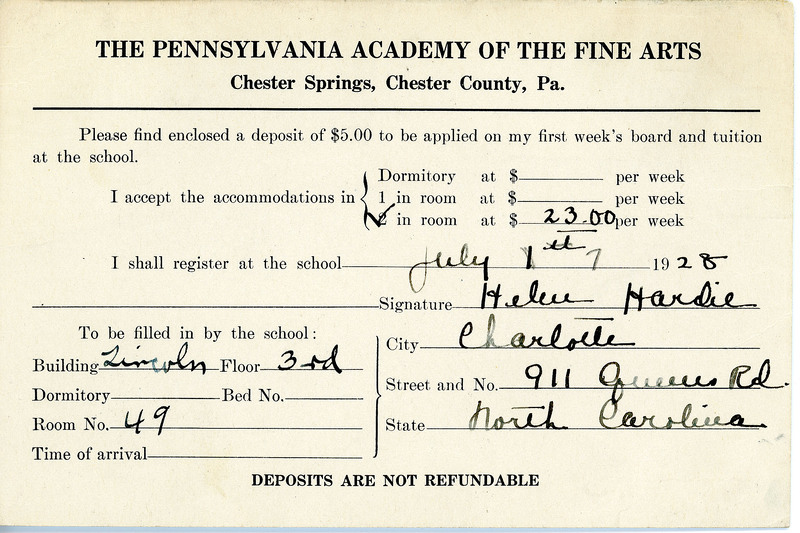 THE PENNSYLVANIA ACADEMY OF THE FINE ARTS
Chester Springs, Chester County, Pa.
Please find enclosed a deposit of $5.00 to be applied on my first week's board and tuition
at the school.
I accept the accommodations in
Dormitory at $ per week
1 in room at $ per week
2 in room at $ 23.00 per week
I shall register at the school July 1th 1928
Signature Helen Hardie
To be filled in by the school:
Building Lincoln Floor 3rd
Dormitory Bed No.
Room No. 49
Time of arrival
City Charlotte
Street and No. 911 Queens Rd.
State North Carolina
DEPOSITS ARE NOT REFUNDABLE